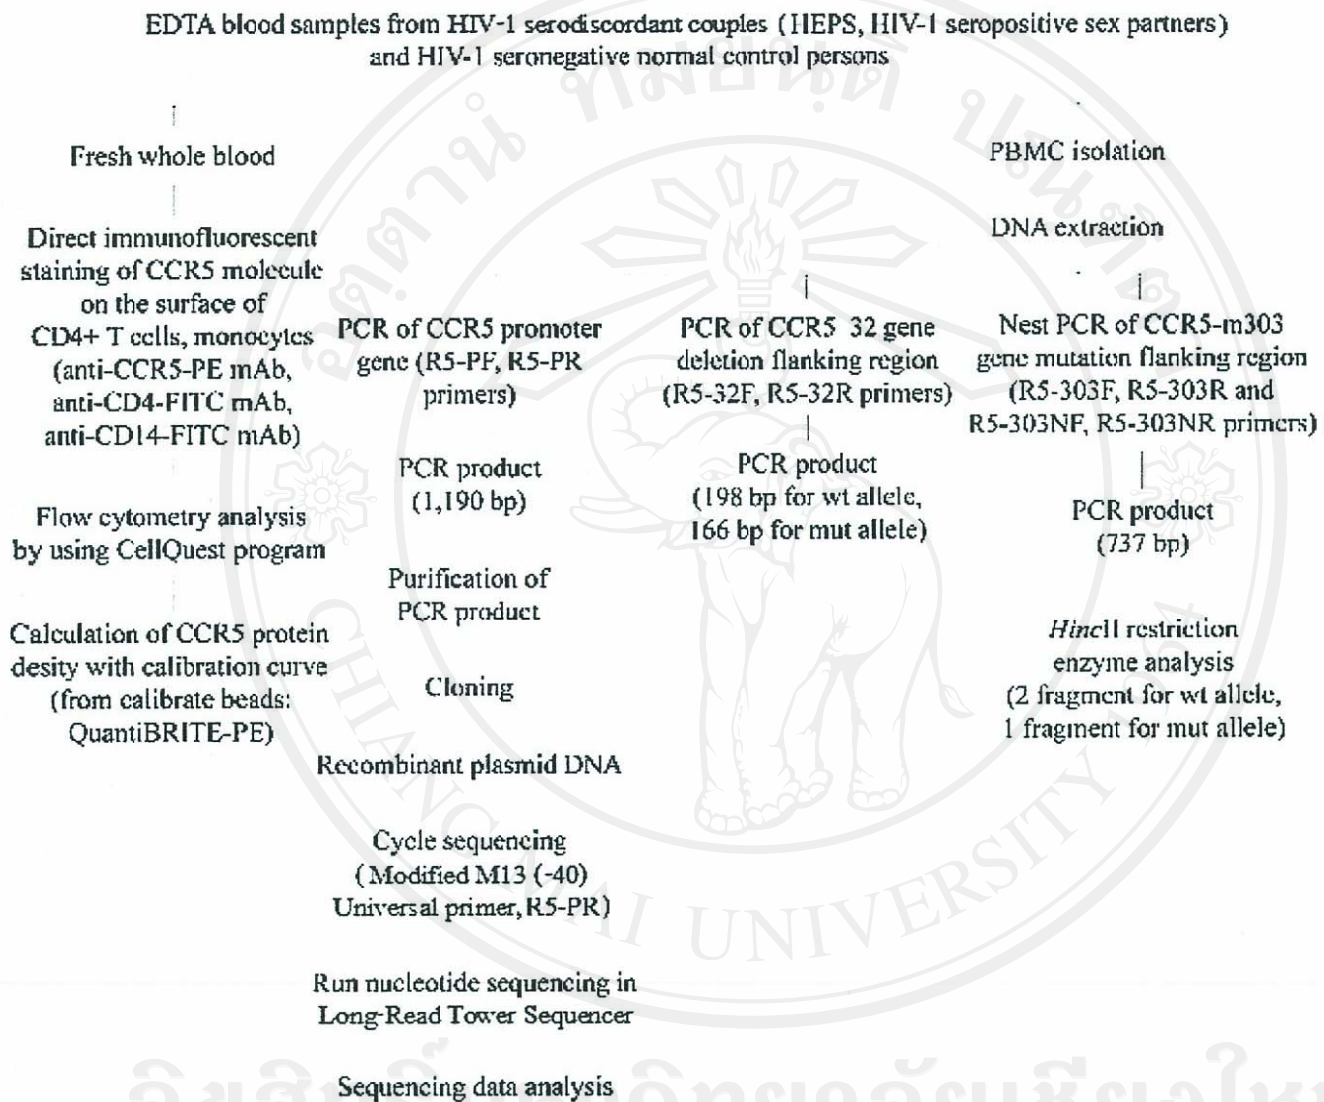 EDTA blood samples from HIV-1 serodiscordant couples (HEPS, HIV-1 seropositive sex partners)
and HIV-1 seronegative normal control persons
Fresh whole blood
Direct immunofluorescent
staining of CCR5 molecule
on the surface of
CD4+ T cells, monocytes
(anti-CCR5-PE mAb,
anti-CD4-FITC mAb,
anti-CD14-FITC mAb)
Flow cytometry analysis
by using CellQuest program
Calculation of CCR5 protein
desity with calibration curve
(from calibrate beads:
QuantiBRITE-PE)
PBMC isolation
DNA extraction
PCR of CCR5 promoter
gene (R5-PF, R5-PR
primers)
PCR product
(1,190 bp)
Purification of
PCR product
Cloning
Recombinant plasmid DNA
Cycle sequencing
(Modified M13 (-40)
Universal primer, R5-PR)
Run nucleotide sequencing in
Long-Read Tower Sequencer
Sequencing data analysis
PCR of CCR5 32 gene
deletion flanking region
(R5-32F, R5-32R primers)
PCR product
(198 bp for wt allele,
166 bp for mut allele)
Nest PCR of CCR5-m303
gene mutation flanking region
(R5-303F, R5-303R and
R5-303NF, R5-303NR primers)
PCR product
(737 bp)
HincII restriction
enzyme analysis
(2 fragment for wt allele,
1 fragment for mut allele)
CHIANG MAI UNIVERSITY 1964